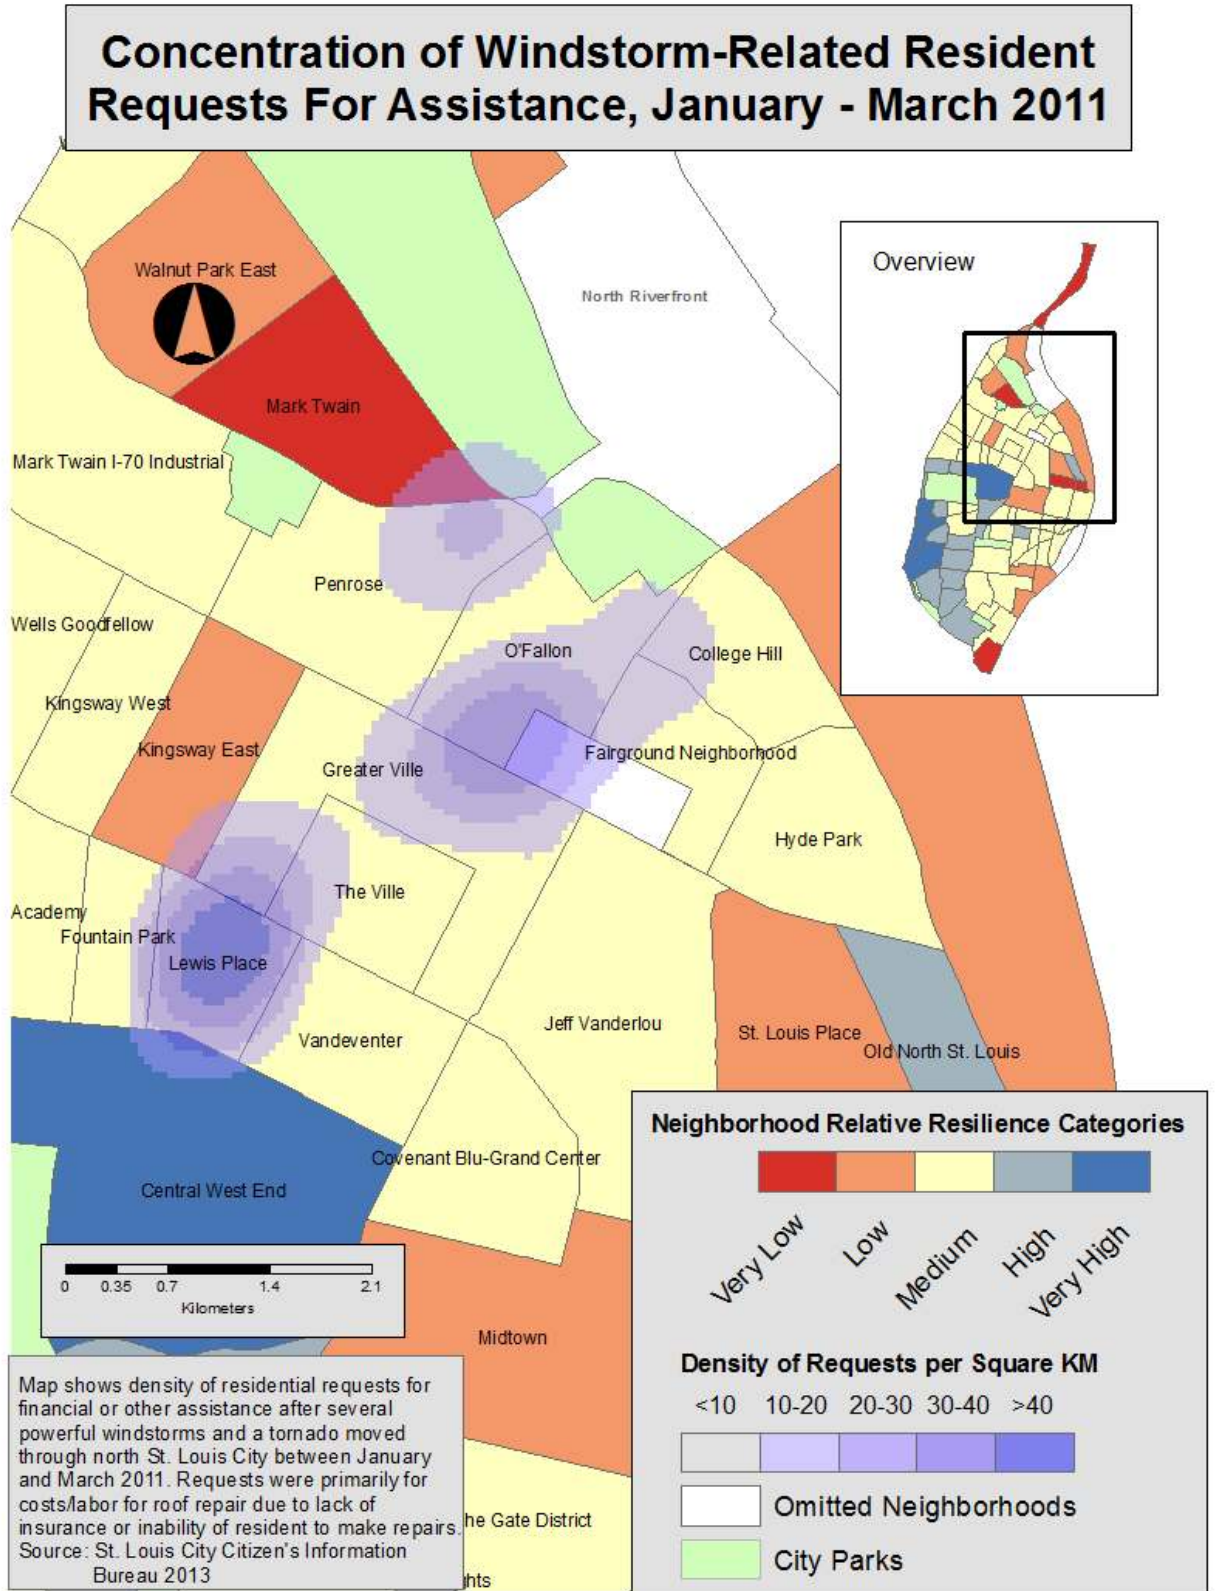 Concentration of Windstorm-Related Resident
Requests For Assistance, January - March 2011
Overview
Walnut Park East
North Riverfront
Mark Twain
Mark Twain I-70 Industrial
Penrose
Wells Goodfellow
O'Fallon
College Hill
Kingsway West
Kingsway East
Fairground Neighborhood
Greater Ville
Hyde Park
The Ville
Academy
Fountain Park
Lewis Place
Vandeventer
Jeff Vanderlou
St. Louis Place
Old North St. Louis
Covenant Blu-Grand Center
Central West End
Midtown
he Gate District
ghts
0 0.35 0.7 1.4 2.1
Kilometers
Map shows density of residential requests for
financial or other assistance after several
powerful windstorms and a tornado moved
through north St. Louis City between January
and March 2011. Requests were primarily for
costs/labor for roof repair due to lack of
insurance or inability of resident to make repairs.
Source: St. Louis City Citizen's Information
Bureau 2013
Neighborhood Relative Resilience Categories
Very Low
Low
Medium
High
Very High
Density of Requests per Square KM
<10 10-20 20-30 30-40 >40
Omitted Neighborhoods
City Parks